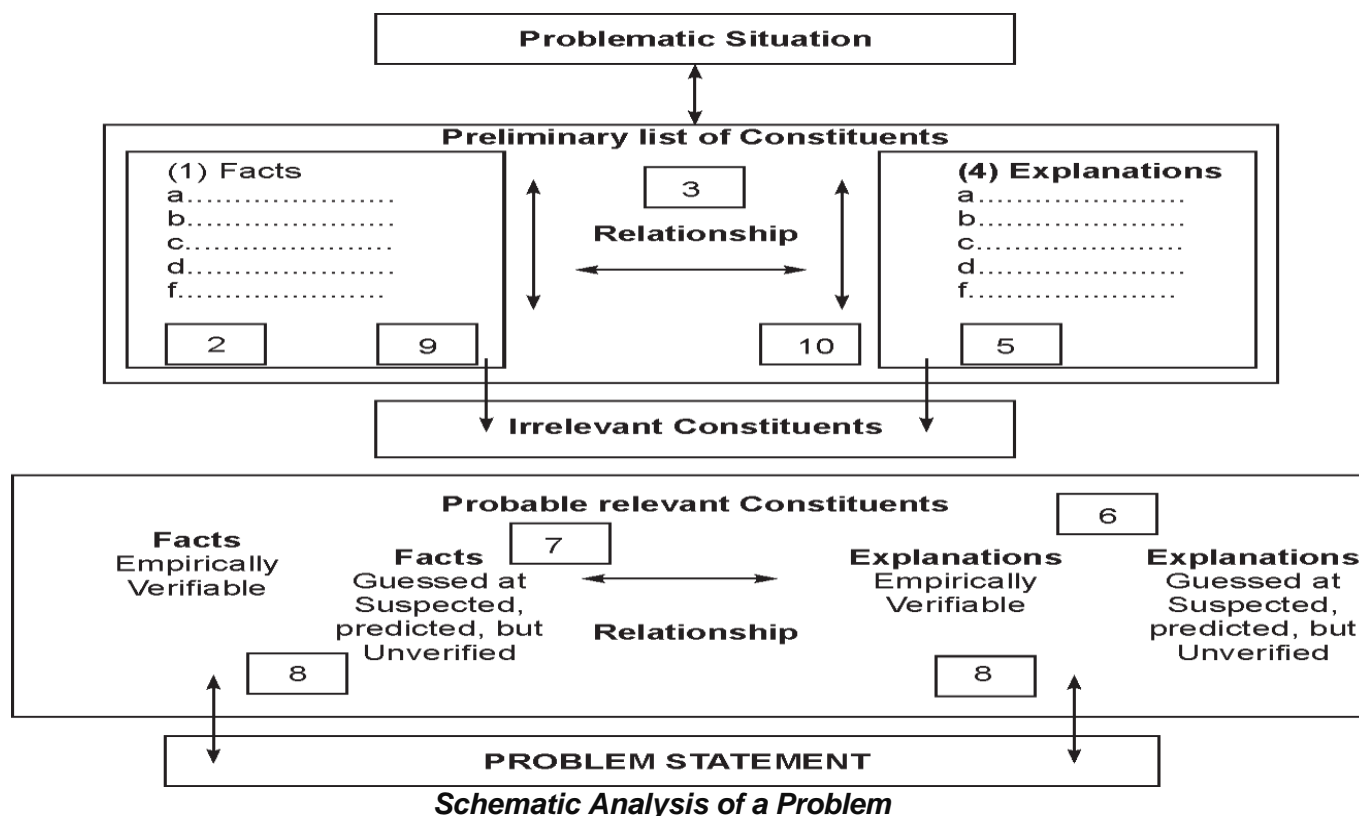 Problematic Situation
Preliminary list of Constituents
(1) Facts
a.......................
b.......................
c.......................
d.......................
f.......................
2
9
3
Relationship
10
(4) Explanations
a.......................
b.......................
c.......................
d.......................
f.......................
5
Irrelevant Constituents
Probable relevant Constituents
6
Facts
Empirically
Verifiable
7
Facts
Guessed at
Suspected,
predicted, but
Unverified
8
Relationship
Explanations
Empirically
Verifiable
8
Explanations
Guessed at
Suspected,
predicted, but
Unverified
PROBLEM STATEMENT
Schematic Analysis of a Problem